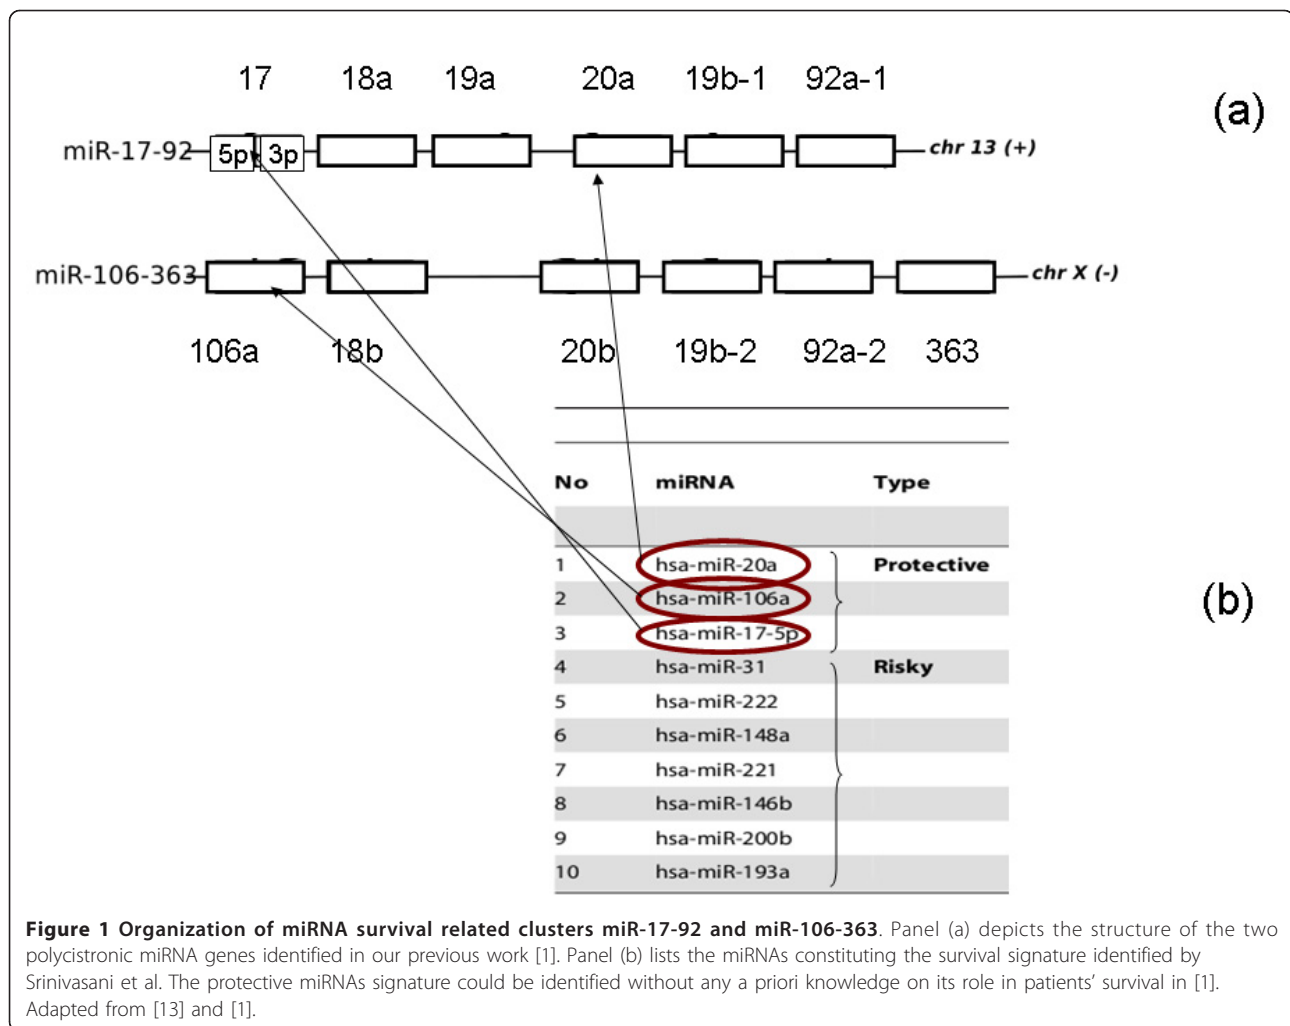 17 18a 19a 20a 19b-1 92a-1
(a)
miR-17-92 5p 3p chr 13 (+)
miR-106-363 chr X (-)
106a 18b 20b 19b-2 92a-2 363
No miRNA Type
1 hsa-miR-20a Protective
2 hsa-miR-106a
(b)
3 hsa-miR-17-5p
4 hsa-miR-31 Risky
5 hsa-miR-222
6 hsa-miR-148a
7 hsa-miR-221
8 hsa-miR-146b
9 hsa-miR-200b
10 hsa-miR-193a
Figure 1 Organization of miRNA survival related clusters miR-17-92 and miR-106-363. Panel (a) depicts the structure of the two
polycistronic miRNA genes identified in our previous work [1]. Panel (b) lists the miRNAs constituting the survival signature identified by
Srinivasani et al. The protective miRNAs signature could be identified without any a priori knowledge on its role in patients' survival in [1].
Adapted from [13] and [1].